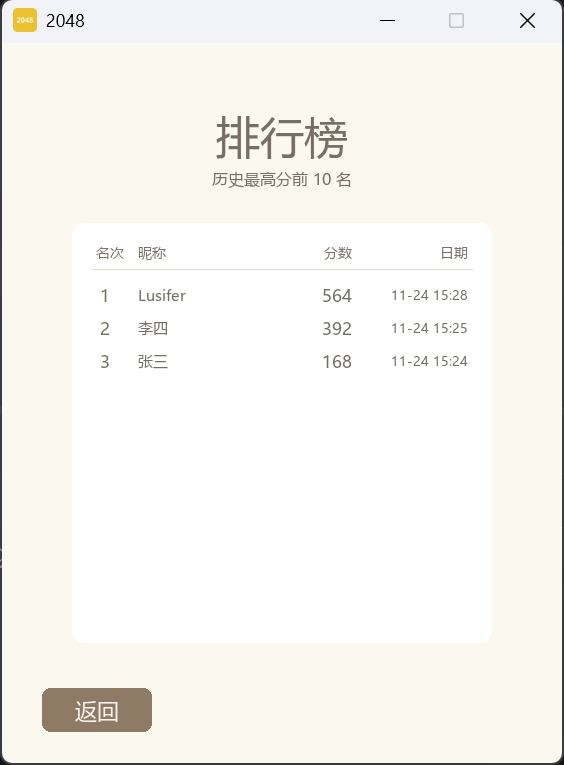 2048
2048
排行榜
历史最高分前 10 名
名次 昵称 分数 日期
1 Lusifer 564 11-24 15:28
2 李四 392 11-24 15:25
3 张三 168 11-24 15:24
返回